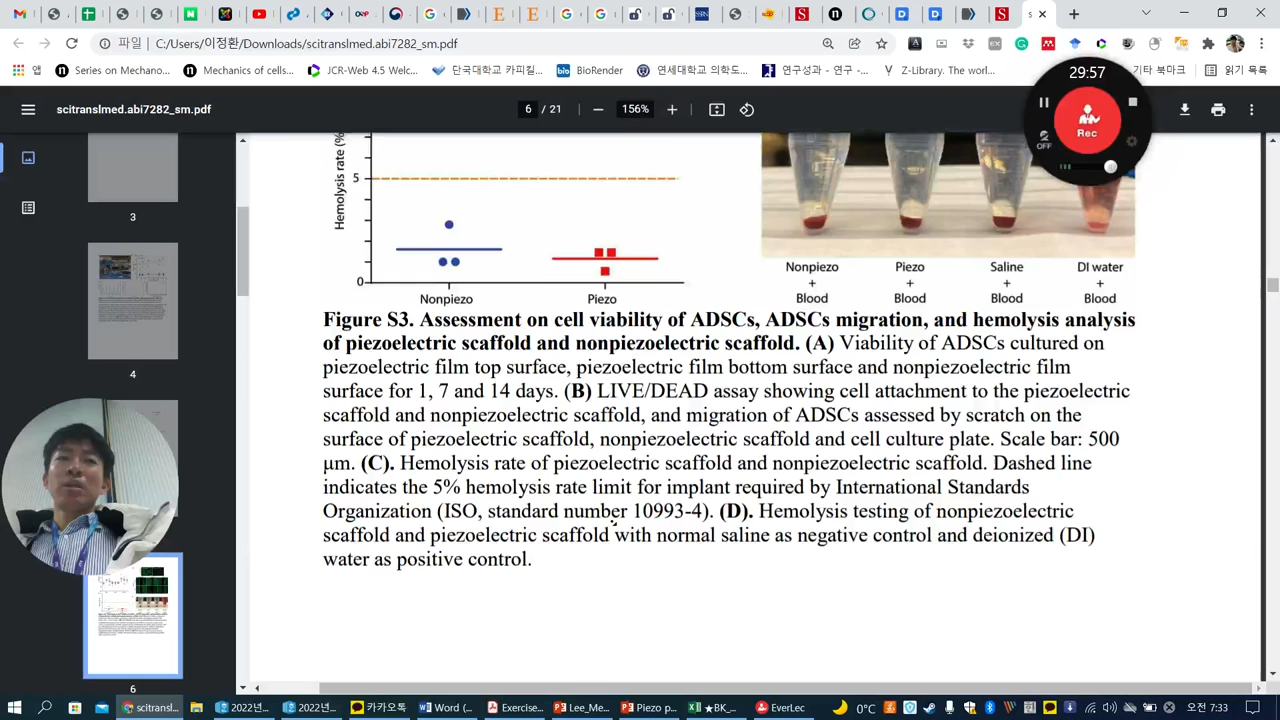 29:57
파일 | C:/Users/이정환/Downloads/scitranslmed.abi7282_sm.pdf
앱 Series on Mechano... Mechanics of cells... JCR-Web 4.5 Welc... 단국대학교 카피킬... BioRender 연세대학교 의학도... 연구성과 - 연구 -... Z-Library. The worl... 기타 북마크 읽기 목록
scitranslmed.abi7282_sm.pdf 6 / 21 156%
Rec
OFF
3
4
6
Hemolysis rate (%
5
0
Nonpiezo Piezo
Nonpiezo + Blood
Piezo + Blood
Saline + Blood
DI water + Blood
Figure S3. Assessment on cell viability of ADSCs, ADSCs migration, and hemolysis analysis
of piezoelectric scaffold and nonpiezoelectric scaffold. (A) Viability of ADSCs cultured on
piezoelectric film top surface, piezoelectric film bottom surface and nonpiezoelectric film
surface for 1, 7 and 14 days. (B) LIVE/DEAD assay showing cell attachment to the piezoelectric
scaffold and nonpiezoelectric scaffold, and migration of ADSCs assessed by scratch on the
surface of piezoelectric scaffold, nonpiezoelectric scaffold and cell culture plate. Scale bar: 500
μm. (C). Hemolysis rate of piezoelectric scaffold and nonpiezoelectric scaffold. Dashed line
indicates the 5% hemolysis rate limit for implant required by International Standards
Organization (ISO, standard number 10993-4). (D). Hemolysis testing of nonpiezoelectric
scaffold and piezoelectric scaffold with normal saline as negative control and deionized (DI)
water as positive control.
scitransl... 2022년... 2022년... 카카오톡 Word (... Exercise... Lee_Me... Piezo p... ★BK_... EverLec 0°C 오후 7:33